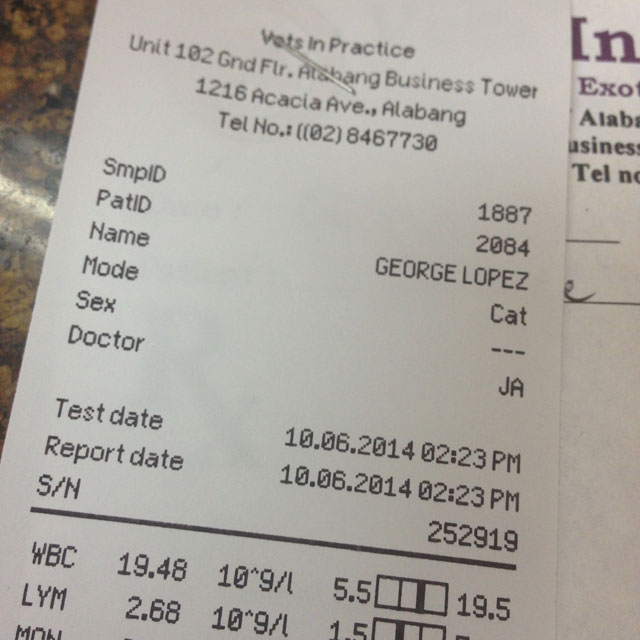 Vets In Practice
Unit 102 Gnd Flr. Alabang Business Tower
1216 Acacia Ave., Alabang
Tel No.: ((02) 8467730
SmpID 1887
PatID 2084
Name GEORGE LOPEZ
Mode Cat
Sex ---
Doctor JA
Test date 10.06.2014 02:23 PM
Report date 10.06.2014 02:23 PM
S/N 252919
WBC 19.48 10^9/l 5.5 19.5
LYM 2.68 10^9/l 1.5
MON
In
Exot
Alaba
usiness
Tel no